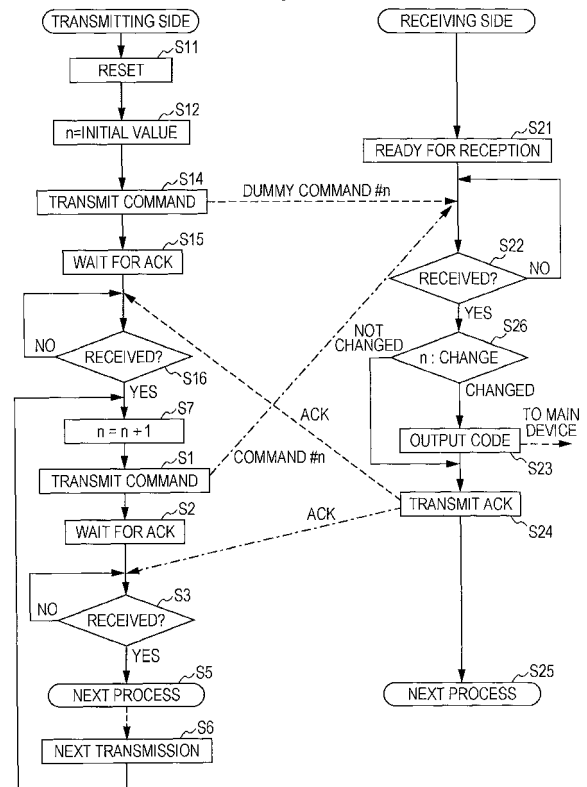 TRANSMITTING SIDE
S11
RESET
S12
n=INITIAL VALUE
S14
TRANSMIT COMMAND
DUMMY COMMAND #n
S15
WAIT FOR ACK
NO
RECEIVED?
S16
YES
S7
n = n + 1
S1
TRANSMIT COMMAND
COMMAND #n
S2
WAIT FOR ACK
S3
NO
RECEIVED?
YES
S5
NEXT PROCESS
S6
NEXT TRANSMISSION
ACK
ACK
RECEIVING SIDE
S21
READY FOR RECEPTION
S22
RECEIVED?
NO
YES
S26
NOT
CHANGED
n : CHANGE
CHANGED
TO MAIN
DEVICE
OUTPUT CODE
S23
TRANSMIT ACK
S24
S25
NEXT PROCESS